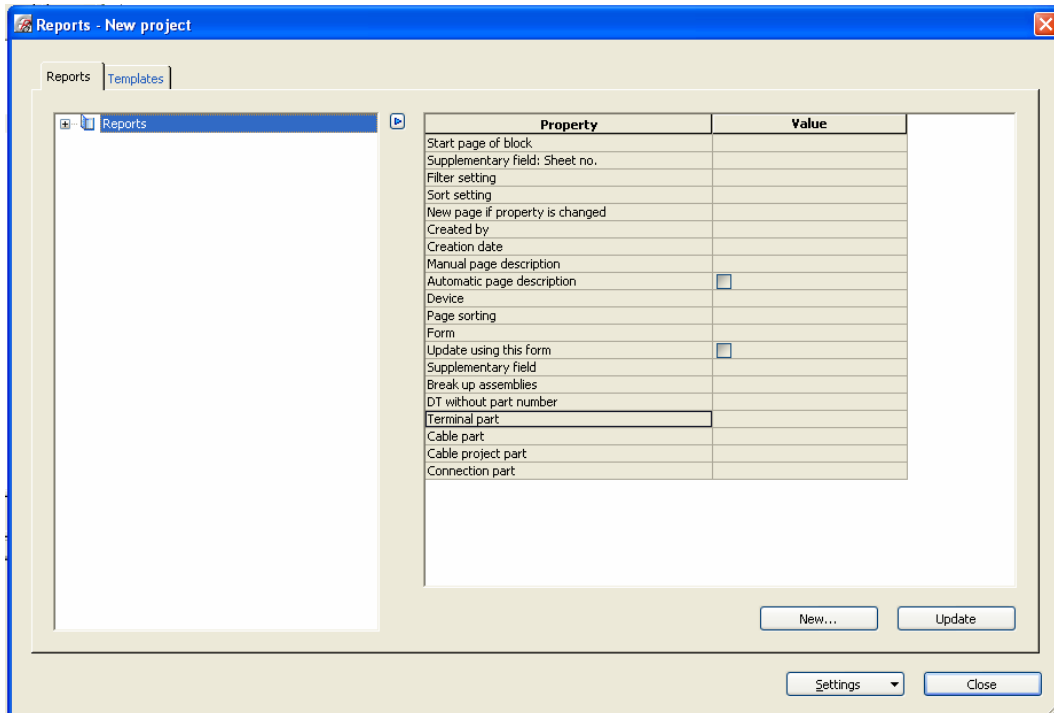 Reports - New project
Reports
Templates
Reports
Property Value
Start page of block
Supplementary field: Sheet no.
Filter setting
Sort setting
New page if property is changed
Created by
Creation date
Manual page description
Automatic page description
Device
Page sorting
Form
Update using this form
Supplementary field
Break up assemblies
DT without part number
Terminal part
Cable part
Cable project part
Connection part
New... Update
Settings Close